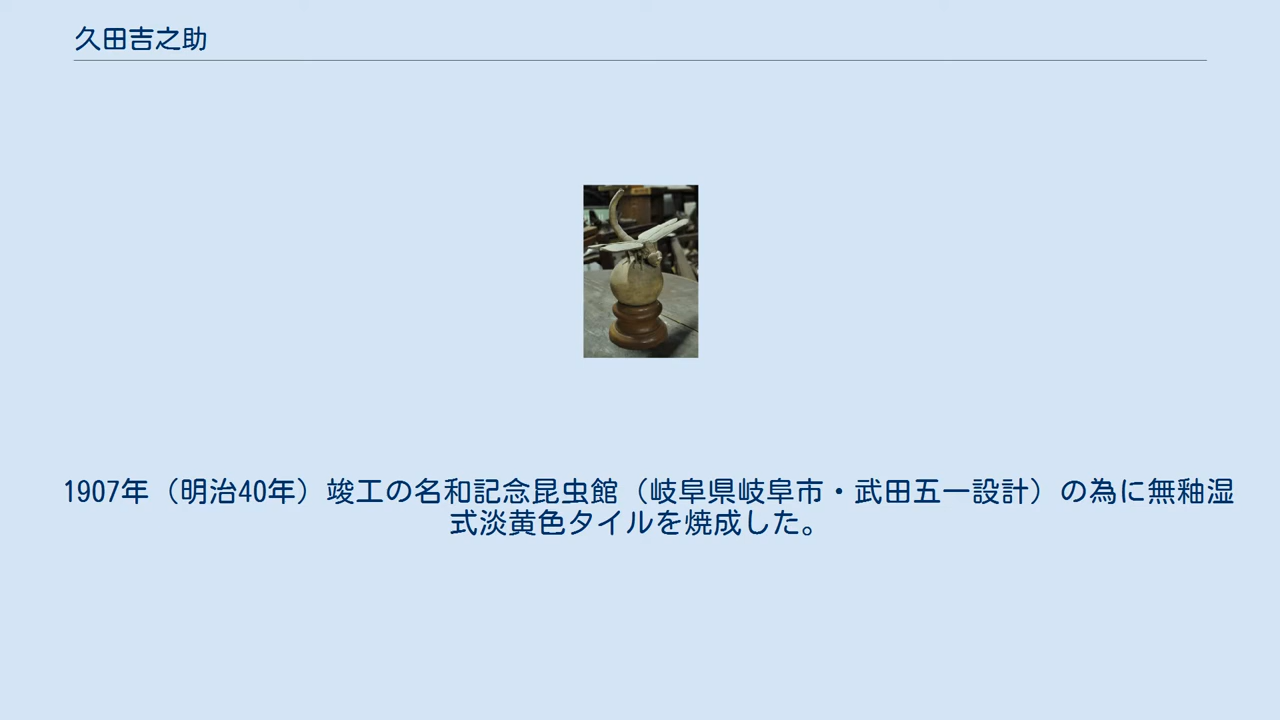 久田吉之助
1907年（明治40年）竣工の名和記念昆虫館（岐阜県岐阜市・武田五一設計）の為に無釉湿
式淡黄色タイルを焼成した。